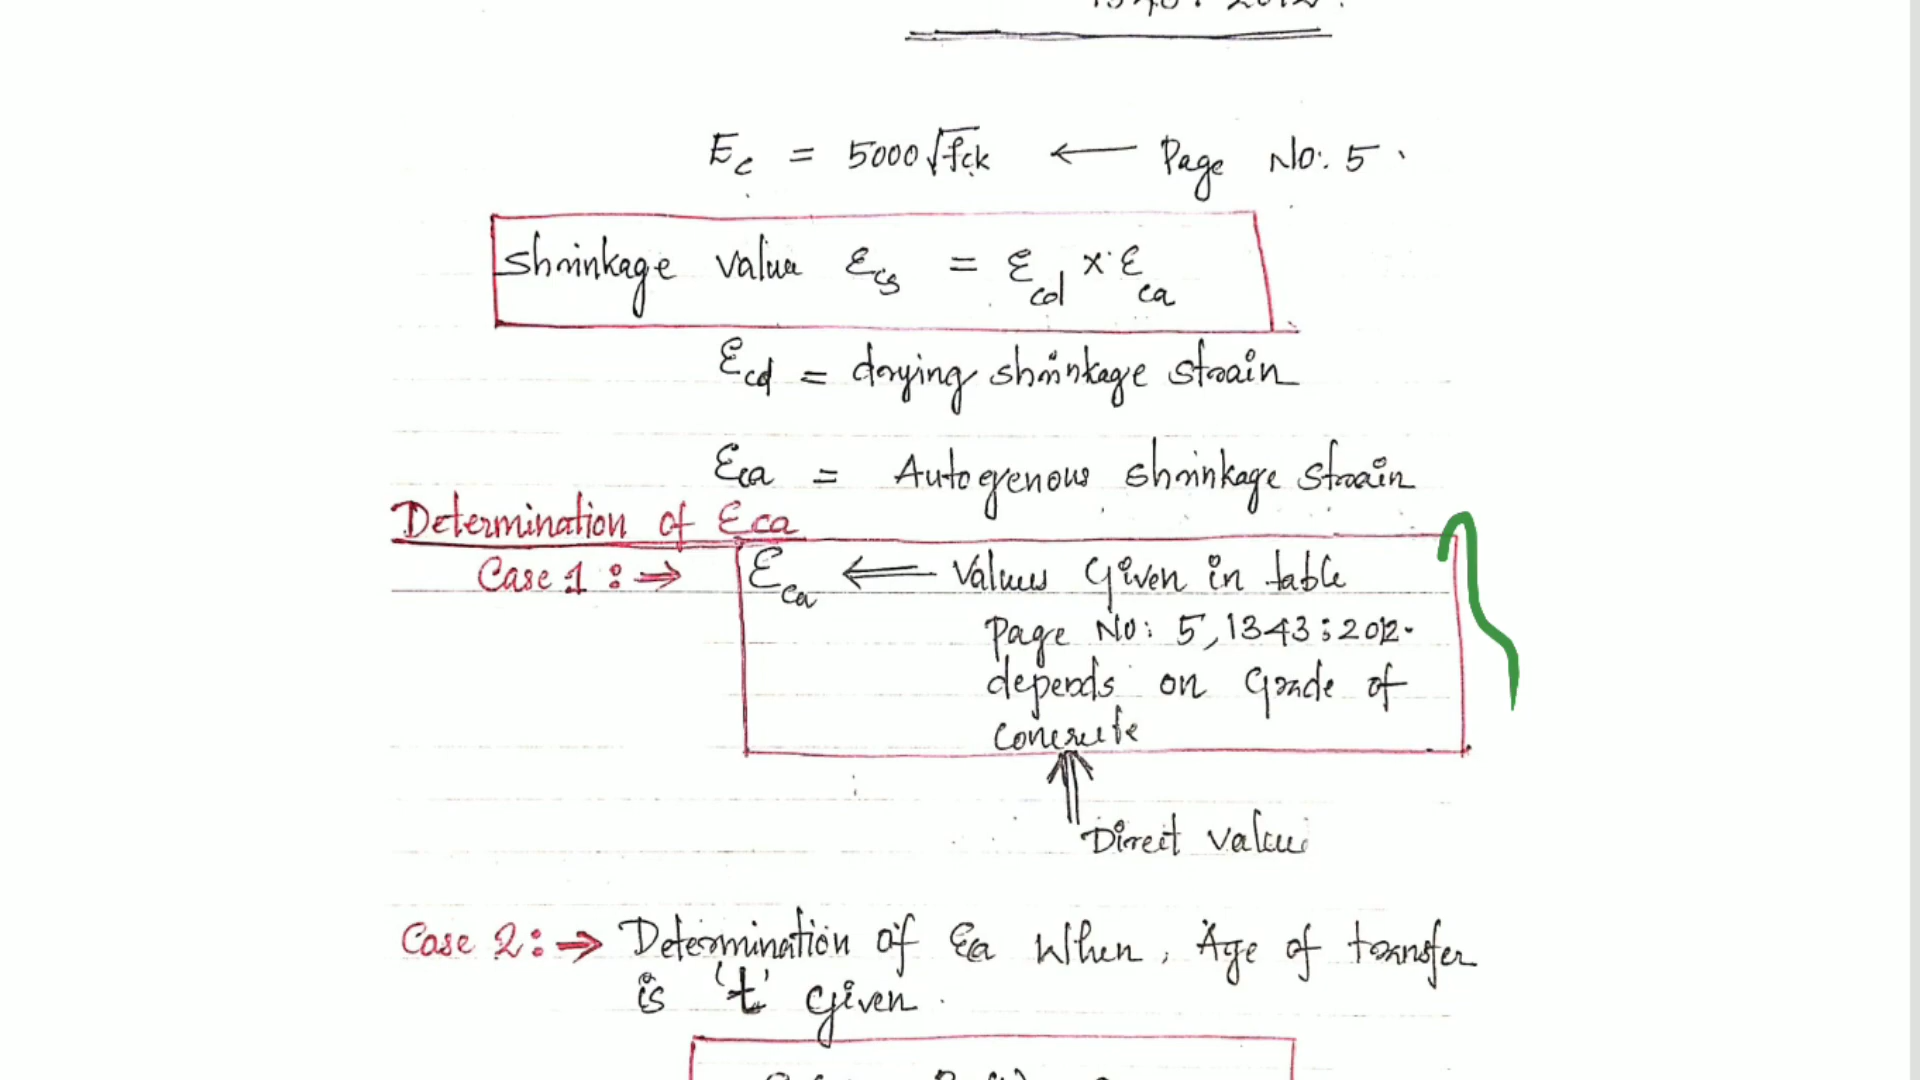 1343 : 2012.
Ec = 5000√fck ← Page No: 5.
Shrinkage value εcs = εcd × εca
εcd = drying shrinkage strain
εca = Autogenous shrinkage strain
Determination of εca
Case 1 : → εca ⇐ Values Given in table
Page No: 5, 1343:2012.
depends on Grade of
Concrete
Direct value
Case 2 : → Determination of εca When, Age of transfer
is 't' given.